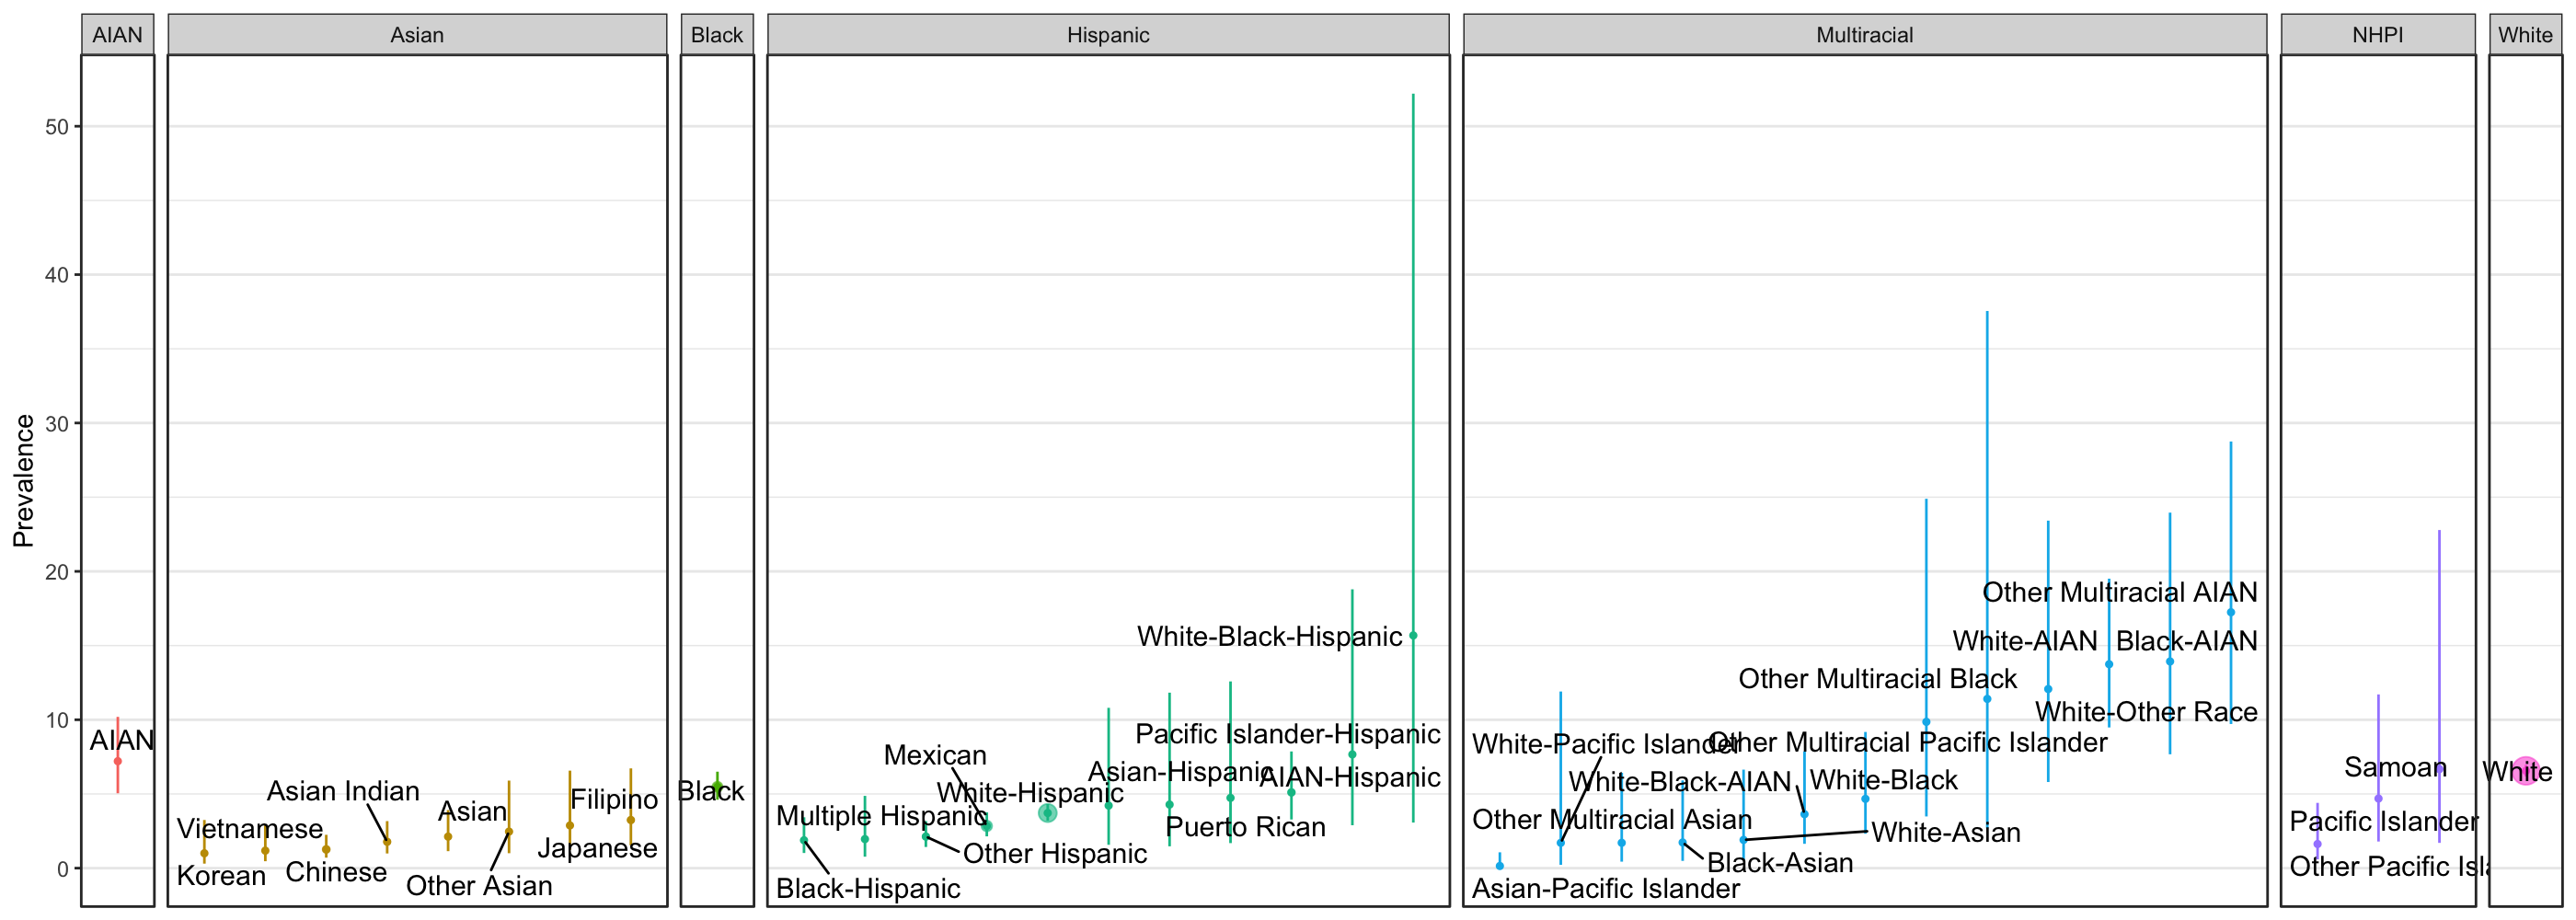 AIAN
Asian
Black
Hispanic
Multiracial
NHPI
White
Prevalence
50
40
30
20
10
0
AIAN
Asian Indian
Asian
Filipino
Vietnamese
Japanese
Korean
Chinese
Other Asian
Black
White-Black-Hispanic
Pacific Islander-Hispanic
Mexican
Asian-Hispanic
AIAN-Hispanic
White-Hispanic
Multiple Hispanic
Puerto Rican
Other Hispanic
Black-Hispanic
Other Multiracial AIAN
White-AIAN
Black-AIAN
Other Multiracial Black
White-Other Race
White-Pacific Islander
Other Multiracial Pacific Islander
White-Black-AIAN
White-Black
Other Multiracial Asian
White-Asian
Black-Asian
Asian-Pacific Islander
Samoan
Pacific Islander
Other Pacific Isla
White